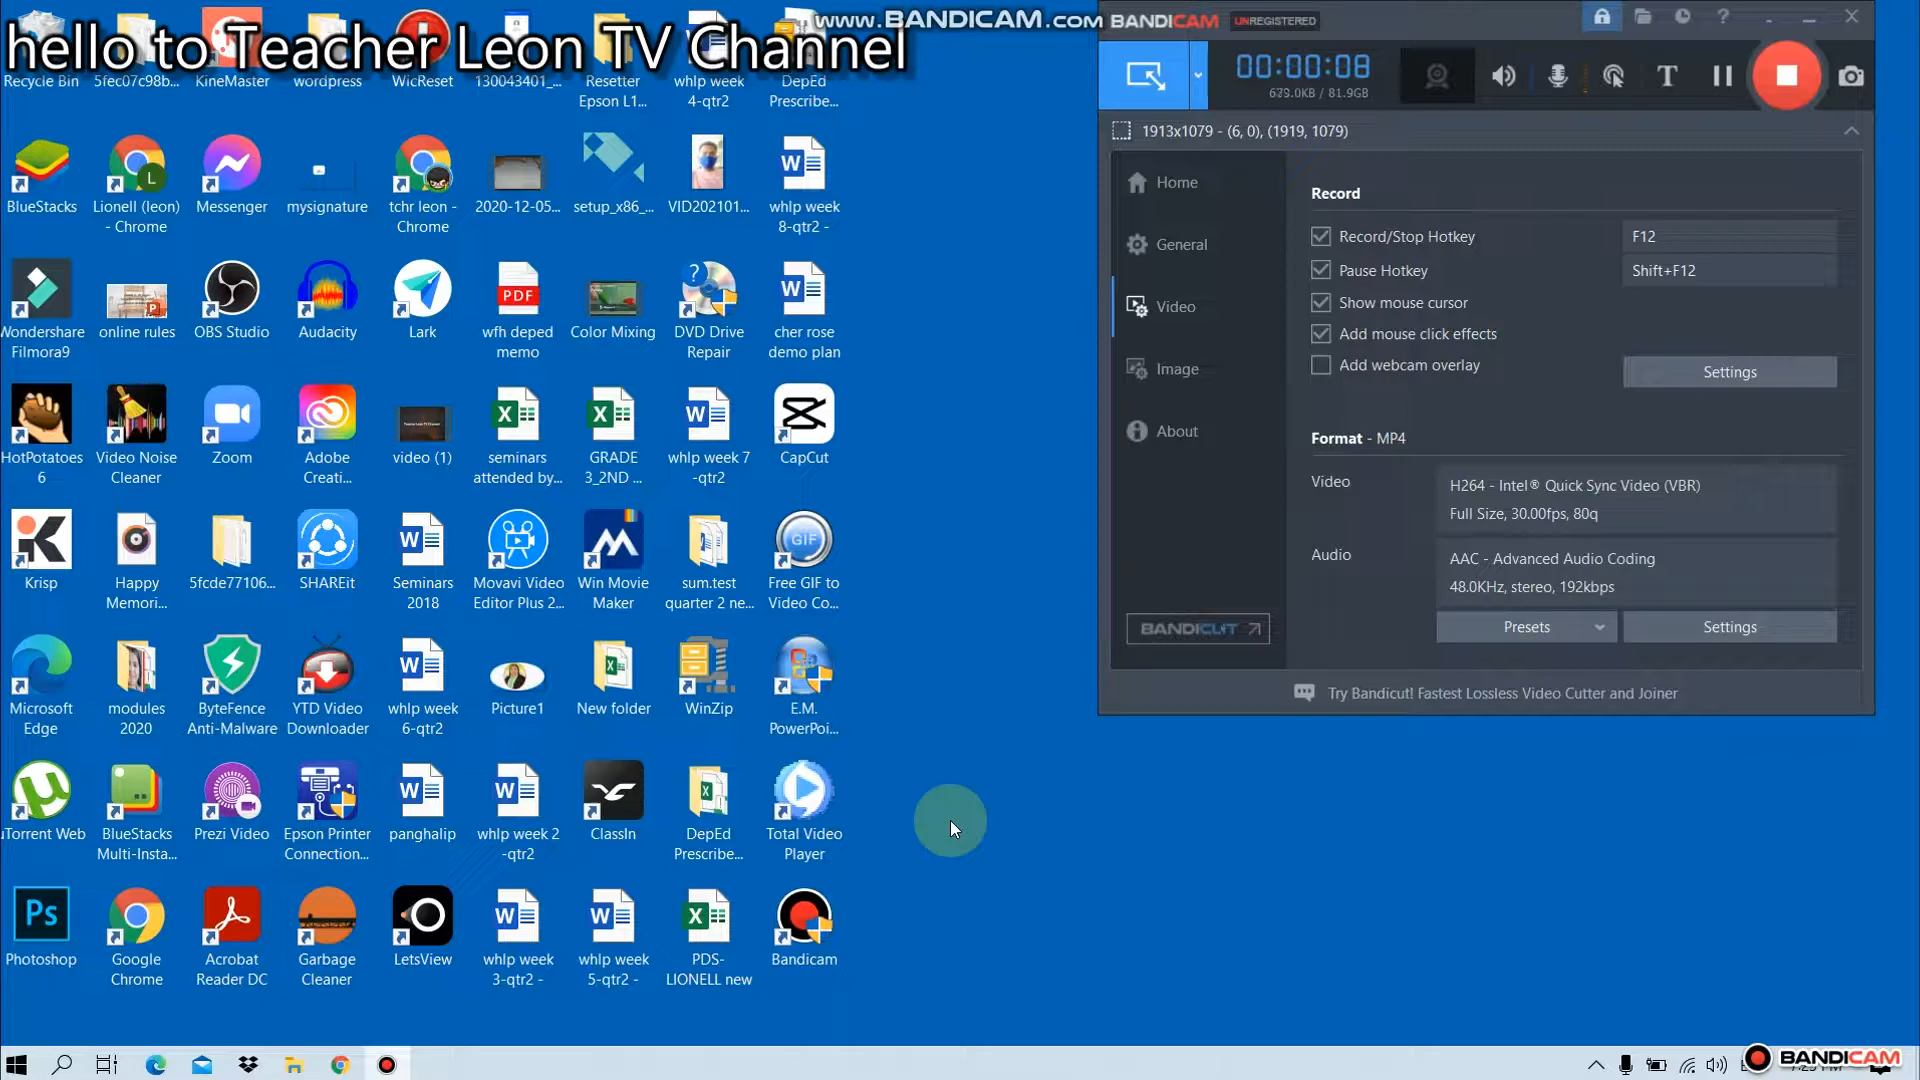 hello to Teacher Leon TV Channel
www.BANDICAM.com
BANDICAM UNREGISTERED
Recycle Bin
5fec07c98b...
KineMaster
wordpress
WicReset
130043401_...
Resetter
Epson L1...
whlp week
4-qtr2
DepEd
Prescribe...
BlueStacks
L
Lionell (leon)
- Chrome
Messenger
mysignature
tchr leon -
Chrome
2020-12-05...
setup_x86_...
VID202101...
whlp week
8-qtr2 -
Wondershare
Filmora9
online rules
OBS Studio
Audacity
Lark
PDF
wfh deped
memo
Color Mixing
DVD Drive
Repair
cher rose
demo plan
HotPotatoes
6
Video Noise
Cleaner
Zoom
Adobe
Creati...
video (1)
seminars
attended by...
GRADE
3_2ND ...
whlp week 7
-qtr2
CapCut
Krisp
Happy
Memori...
5fcde77106...
SHAREit
Seminars
2018
Movavi Video
Editor Plus 2...
Win Movie
Maker
sum.test
quarter 2 ne...
GIF
Free GIF to
Video Co...
Microsoft
Edge
modules
2020
ByteFence
Anti-Malware
YTD Video
Downloader
whlp week
6-qtr2
Picture1
New folder
WinZip
E.M.
PowerPoi...
uTorrent Web
BlueStacks
Multi-Insta...
Prezi Video
Epson Printer
Connection...
panghalip
whlp week 2
-qtr2
ClassIn
DepEd
Prescribe...
Total Video
Player
Ps
Photoshop
Google
Chrome
Acrobat
Reader DC
Garbage
Cleaner
LetsView
whlp week
3-qtr2 -
whlp week
5-qtr2 -
PDS-
LIONELL new
Bandicam
00:00:08
673.0KB / 81.9GB
1913x1079 - (6, 0), (1919, 1079)
Home
General
Video
Image
About
BANDICUT
Record
Record/Stop Hotkey F12
Pause Hotkey Shift+F12
Show mouse cursor
Add mouse click effects
Add webcam overlay
Settings
Format - MP4
Video
H264 - Intel® Quick Sync Video (VBR)
Full Size, 30.00fps, 80q
Audio
AAC - Advanced Audio Coding
48.0KHz, stereo, 192kbps
Presets
Settings
Try Bandicut! Fastest Lossless Video Cutter and Joiner
BANDICAM